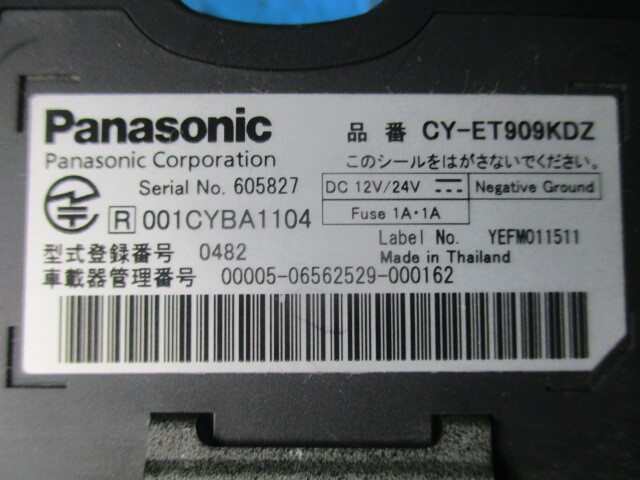 Panasonic 品番 CY-ET909KDZ
Panasonic Corporation このシールをはがさないでください。
Serial No. 605827 DC 12V/24V Negative Ground
R 001CYBA1104 Fuse 1A・1A
型式登録番号 0482 Label No. YEFM011511
Made in Thailand
車載器管理番号 00005-06562529-000162